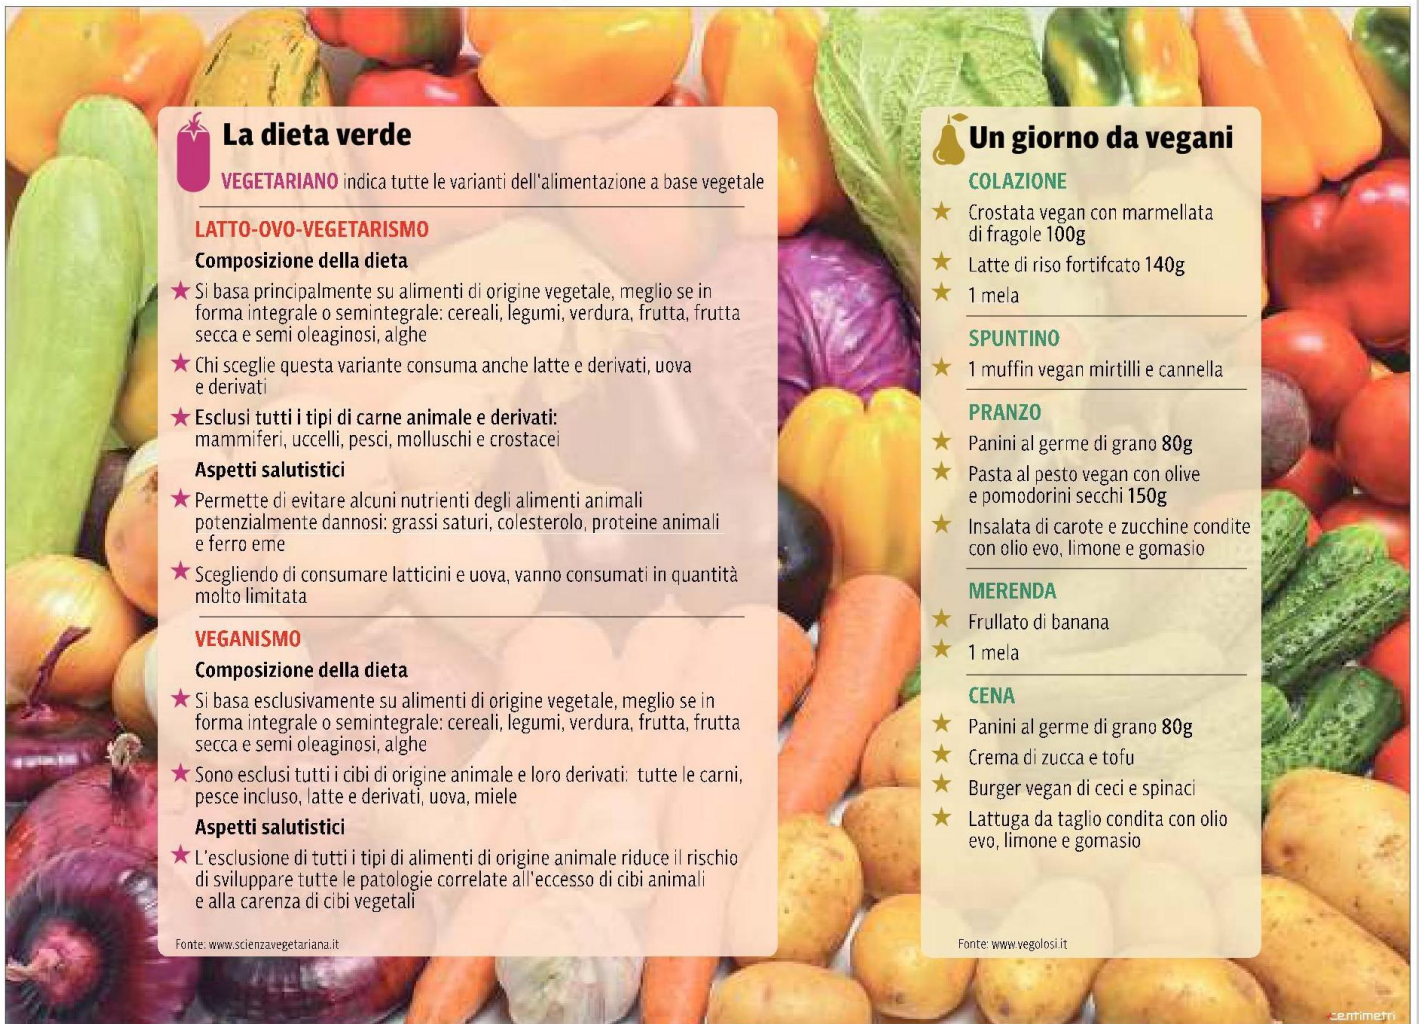 La dieta verde
VEGETARIANO indica tutte le varianti dell'alimentazione a base vegetale
LATTO-OVO-VEGETARISMO
Composizione della dieta
Si basa principalmente su alimenti di origine vegetale, meglio se in
forma integrale o semintegrale: cereali, legumi, verdura, frutta, frutta
secca e semi oleaginosi, alghe
Chi sceglie questa variante consuma anche latte e derivati, uova
e derivati
Esclusi tutti i tipi di carne animale e derivati:
mammiferi, uccelli, pesci, molluschi e crostacei
Aspetti salutistici
Permette di evitare alcuni nutrienti degli alimenti animali
potenzialmente dannosi: grassi saturi, colesterolo, proteine animali
e ferro eme
Scegliendo di consumare latticini e uova, vanno consumati in quantità
molto limitata
VEGANISMO
Composizione della dieta
Si basa esclusivamente su alimenti di origine vegetale, meglio se in
forma integrale o semintegrale: cereali, legumi, verdura, frutta, frutta
secca e semi oleaginosi, alghe
Sono esclusi tutti i cibi di origine animale e loro derivati: tutte le carni,
pesce incluso, latte e derivati, uova, miele
Aspetti salutistici
L'esclusione di tutti i tipi di alimenti di origine animale riduce il rischio
di sviluppare tutte le patologie correlate all'eccesso di cibi animali
e alla carenza di cibi vegetali
Fonte: www.scienzavegetariana.it
Un giorno da vegani
COLAZIONE
Crostata vegan con marmellata
di fragole 100g
Latte di riso fortifcato 140g
1 mela
SPUNTINO
1 muffin vegan mirtilli e cannella
PRANZO
Panini al germe di grano 80g
Pasta al pesto vegan con olive
e pomodorini secchi 150g
Insalata di carote e zucchine condite
con olio evo, limone e gomasio
MERENDA
Frullato di banana
1 mela
CENA
Panini al germe di grano 80g
Crema di zucca e tofu
Burger vegan di ceci e spinaci
Lattuga da taglio condita con olio
evo, limone e gomasio
Fonte: www.vegolosi.it
centimetri